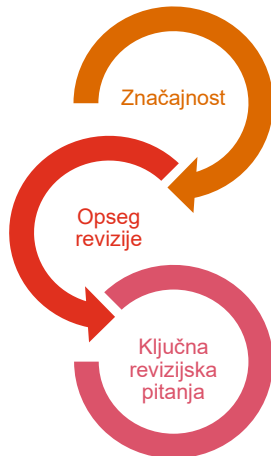 Značajnost
Opseg
revizije
Ključna
revizijska
pitanja